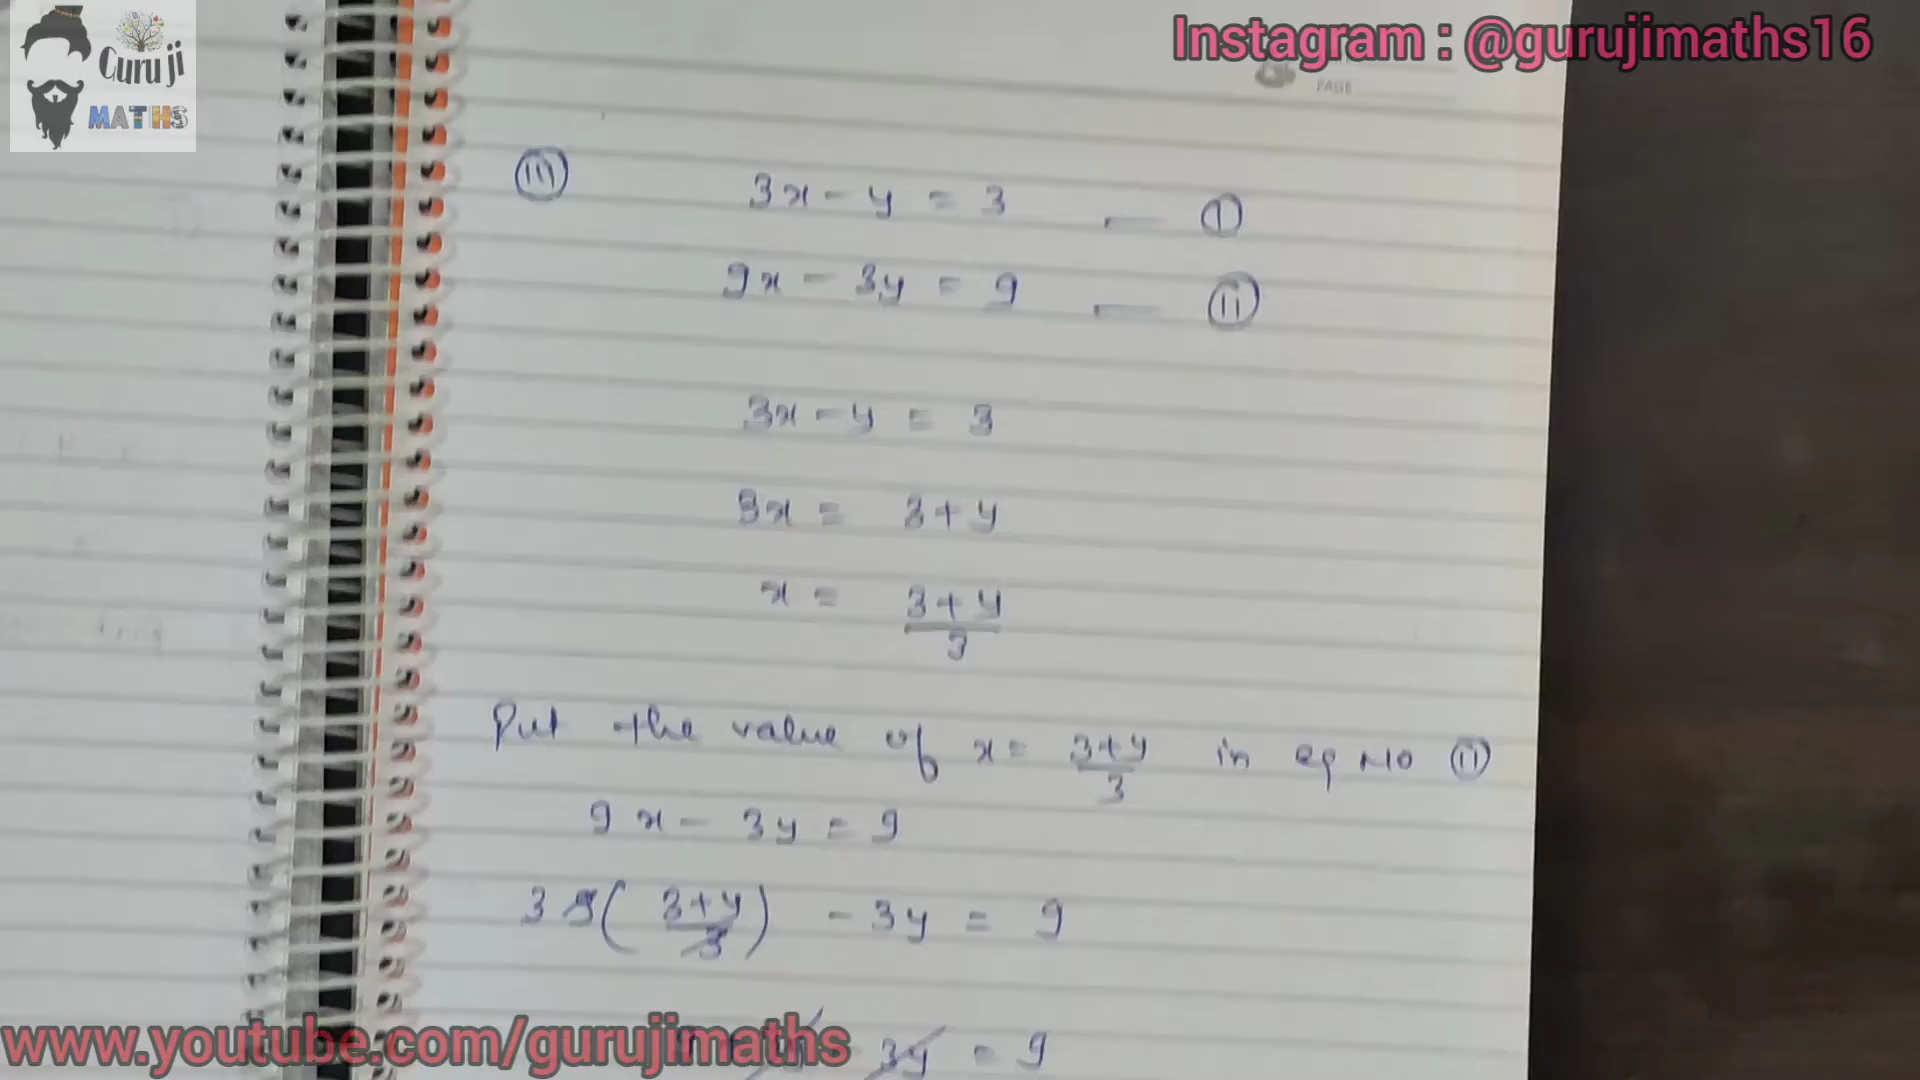 Guruji
MATHS
Instagram : @gurujimaths16
PAGE
(III) 3x - y = 3 — (I)
9x - 3y = 9 — (II)
3x - y = 3
3x = 3 + y
x = 3+y/3
Put the value of x = 3+y/3 in eq no (II)
9x - 3y = 9
3 9(3+y/3) - 3y = 9
3y = 9
www.youtube.com/gurujimaths